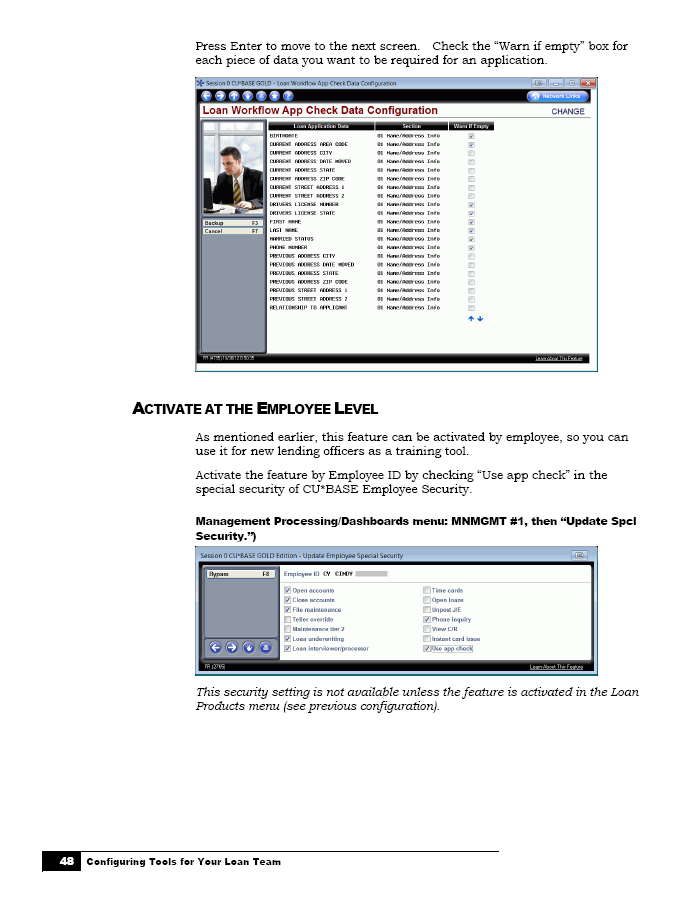 Press Enter to move to the next screen. Check the “Warn if empty” box for
each piece of data you want to be required for an application.
Session 0 CU*BASE GOLD - Loan Workflow App Check Data Configuration
Network Links
Loan Workflow App Check Data Configuration CHANGE
Loan Application Data Section Warn If Empty
BIRTHDATE 01 Name/Address Info
CURRENT ADDRESS AREA CODE 01 Name/Address Info
CURRENT ADDRESS CITY 01 Name/Address Info
CURRENT ADDRESS DATE MOVED 01 Name/Address Info
CURRENT ADDRESS STATE 01 Name/Address Info
CURRENT ADDRESS ZIP CODE 01 Name/Address Info
CURRENT STREET ADDRESS 1 01 Name/Address Info
CURRENT STREET ADDRESS 2 01 Name/Address Info
DRIVERS LICENSE NUMBER 01 Name/Address Info
DRIVERS LICENSE STATE 01 Name/Address Info
FIRST NAME 01 Name/Address Info
LAST NAME 01 Name/Address Info
MARRIED STATUS 01 Name/Address Info
PHONE NUMBER 01 Name/Address Info
PREVIOUS ADDRESS CITY 01 Name/Address Info
PREVIOUS ADDRESS DATE MOVED 01 Name/Address Info
PREVIOUS ADDRESS STATE 01 Name/Address Info
PREVIOUS ADDRESS ZIP CODE 01 Name/Address Info
PREVIOUS STREET ADDRESS 1 01 Name/Address Info
PREVIOUS STREET ADDRESS 2 01 Name/Address Info
RELATIONSHIP TO APPLICANT 01 Name/Address Info
Backup F3
Cancel F7
FR (4735) 10/30/12
Learn About This Feature
ACTIVATE AT THE EMPLOYEE LEVEL
As mentioned earlier, this feature can be activated by employee, so you can
use it for new lending officers as a training tool.
Activate the feature by Employee ID by checking “Use app check” in the
special security of CU*BASE Employee Security.
Management Processing/Dashboards menu: MNMGMT #1, then “Update Spcl
Security.”)
Session 0 CU*BASE GOLD Edition - Update Employee Special Security
Bypass F8
Employee ID CY CINDY
Open accounts Time cards
Close accounts Open loans
File maintenance Unpost J/E
Teller override Phone inquiry
Maintenance tier 2 View C/R
Loan underwriting Instant card issue
Loan interviewer/processor Use app check
FR (2765)
Learn About This Feature
This security setting is not available unless the feature is activated in the Loan
Products menu (see previous configuration).
48 Configuring Tools for Your Loan Team